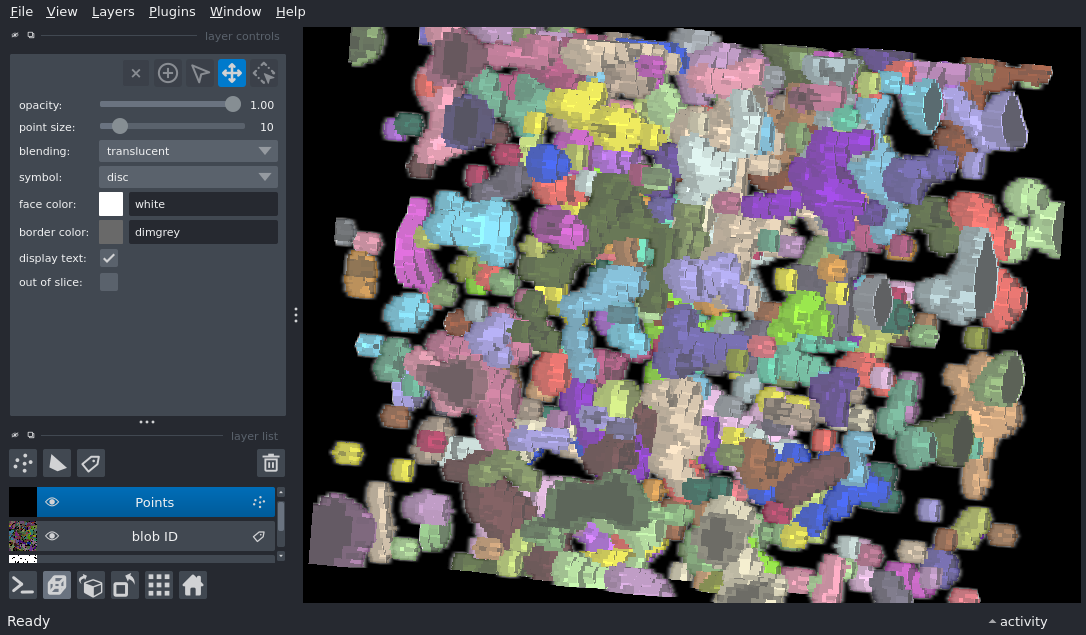 File View Layers Plugins Window Help
layer controls
opacity: 1.00
point size: 10
blending: translucent
symbol: disc
face color: white
border color: dimgrey
display text:
out of slice:
layer list
Points
blob ID
Ready
activity